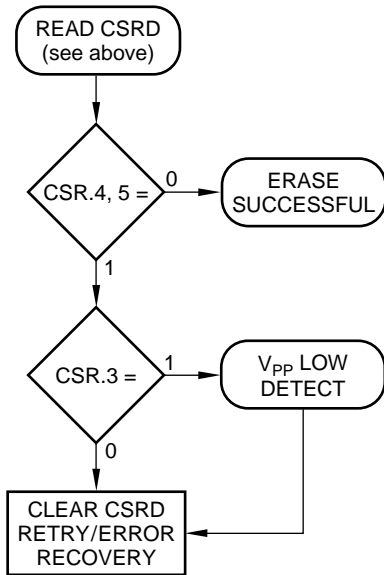 READ CSRD
(see above)
CSR.4, 5 =
0
ERASE
SUCCESSFUL
1
CSR.3 =
1
VPP LOW
DETECT
0
CLEAR CSRD
RETRY/ERROR
RECOVERY